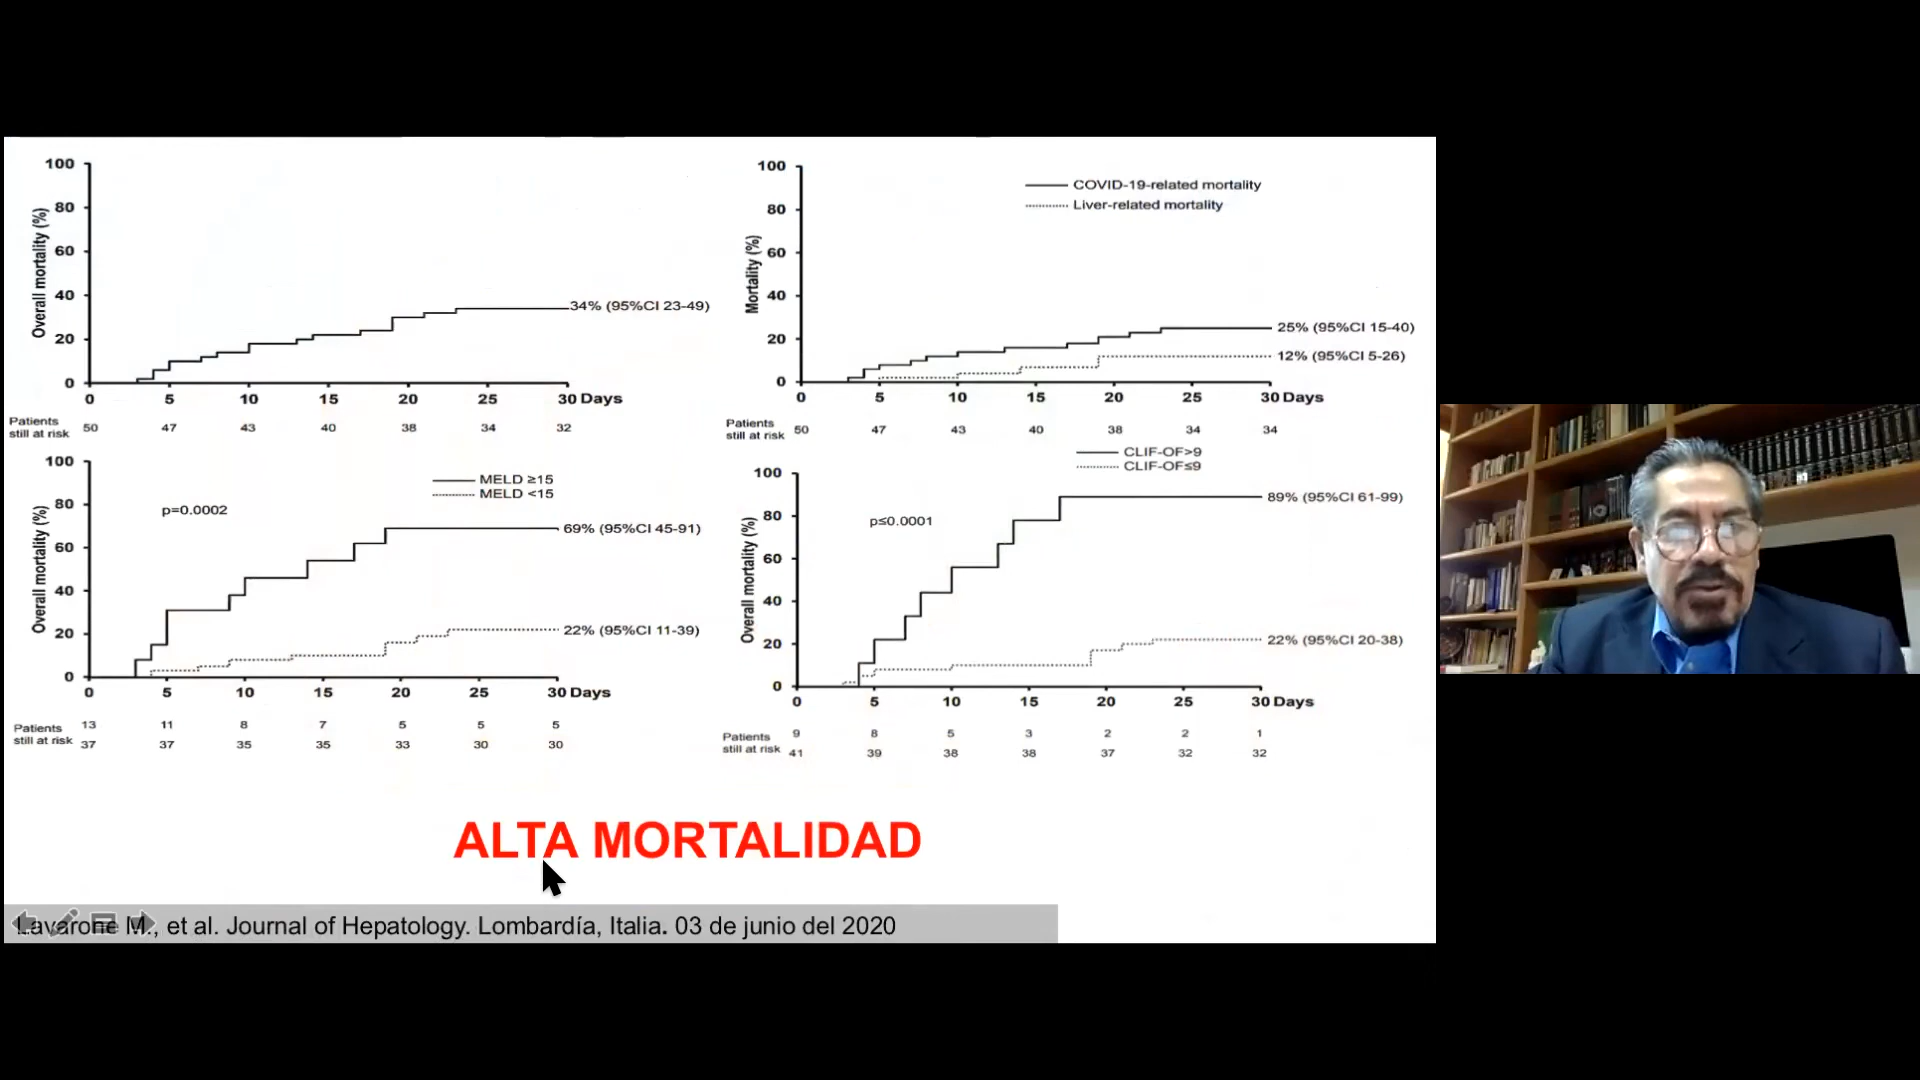 100
80
60
40
20
0
Overall mortality (%)
34% (95%CI 23-49)
0 5 10 15 20 25 30 Days
Patients
still at risk
50 47 43 40 38 34 32
100
80
60
40
20
0
Mortality (%)
COVID-19-related mortality
Liver-related mortality
25% (95%CI 15-40)
12% (95%CI 5-26)
0 5 10 15 20 25 30 Days
Patients
still at risk
50 47 43 40 38 34 34
100
80
60
40
20
0
Overall mortality (%)
p=0.0002
MELD ≥15
MELD <15
69% (95%CI 45-91)
22% (95%CI 11-39)
0 5 10 15 20 25 30 Days
Patients
still at risk
13 11 8 7 5 5 5
37 37 35 35 33 30 30
CLIF-OF>9
CLIF-OF≤9
100
80
60
40
20
0
Overall mortality (%)
p≤0.0001
89% (95%CI 61-99)
22% (95%CI 20-38)
0 5 10 15 20 25 30 Days
Patients
still at risk
9 8 5 3 2 2 1
41 39 38 38 37 32 32
ALTA MORTALIDAD
Lavarone M., et al. Journal of Hepatology. Lombardía, Italia. 03 de junio del 2020